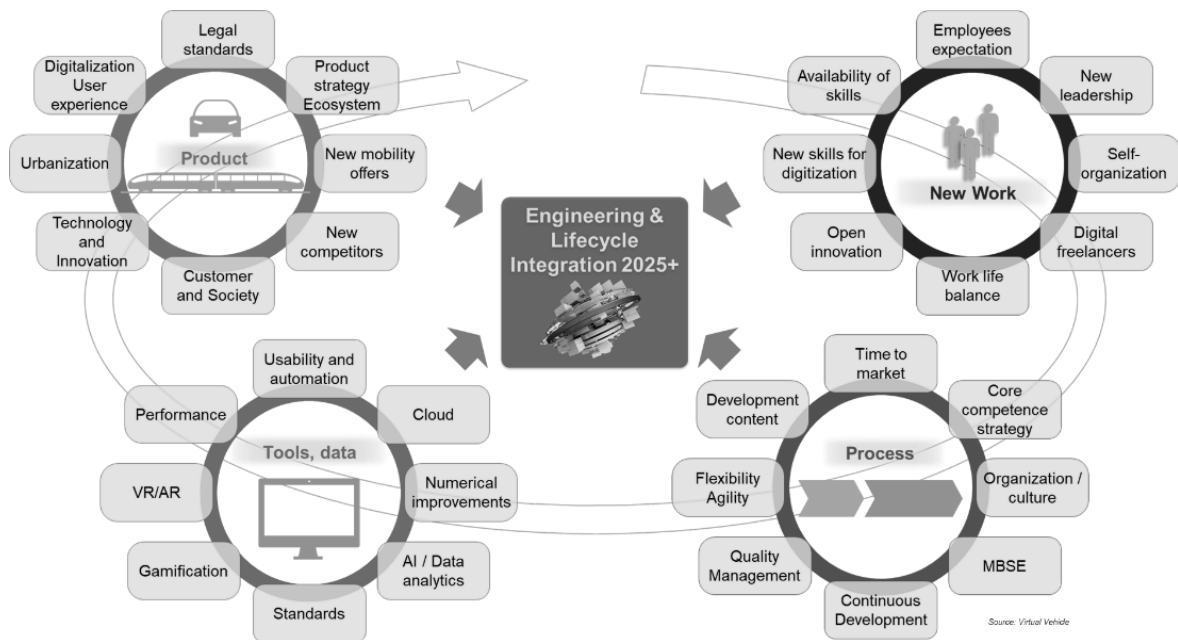 Legal
standards
Digitalization
User
experience
Product
strategy
Ecosystem
Urbanization
Product
New mobility
offers
Technology
and
Innovation
New
competitors
Customer
and Society
Employees
expectation
Availability of
skills
New
leadership
New skills for
digitization
New Work
Self-
organization
Open
innovation
Digital
freelancers
Work life
balance
Engineering &
Lifecycle
Integration 2025+
Usability and
automation
Performance
Cloud
Tools, data
VR/AR
Numerical
improvements
Gamification
AI / Data
analytics
Standards
Time to
market
Development
content
Core
competence
strategy
Process
Flexibility
Agility
Organization /
culture
Quality
Management
MBSE
Continuous
Development
Source: Virtual Vehicle